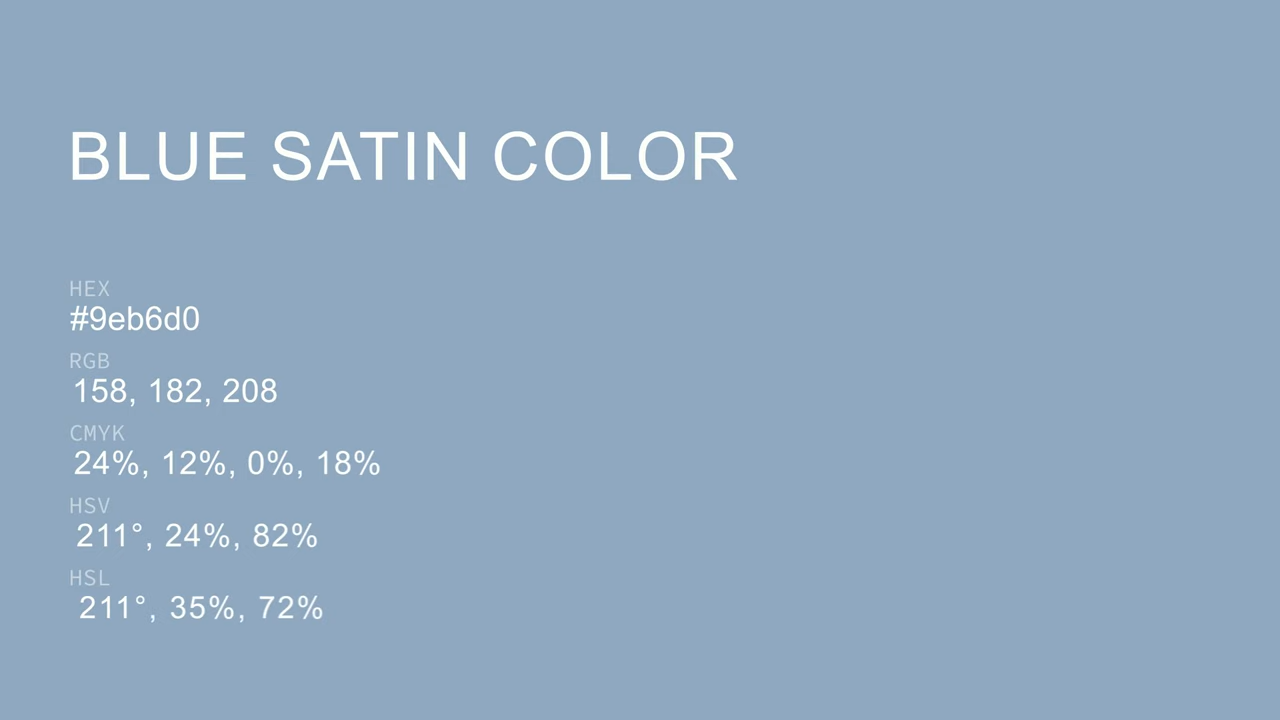 BLUE SATIN COLOR
HEX
#9eb6d0
RGB
158, 182, 208
CMYK
24%, 12%, 0%, 18%
HSV
211°, 24%, 82%
HSL
211°, 35%, 72%